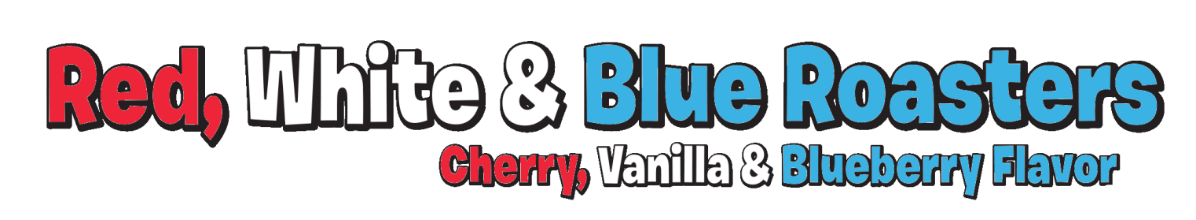 Red, White & Blue Roasters
Cherry, Vanilla & Blueberry Flavor